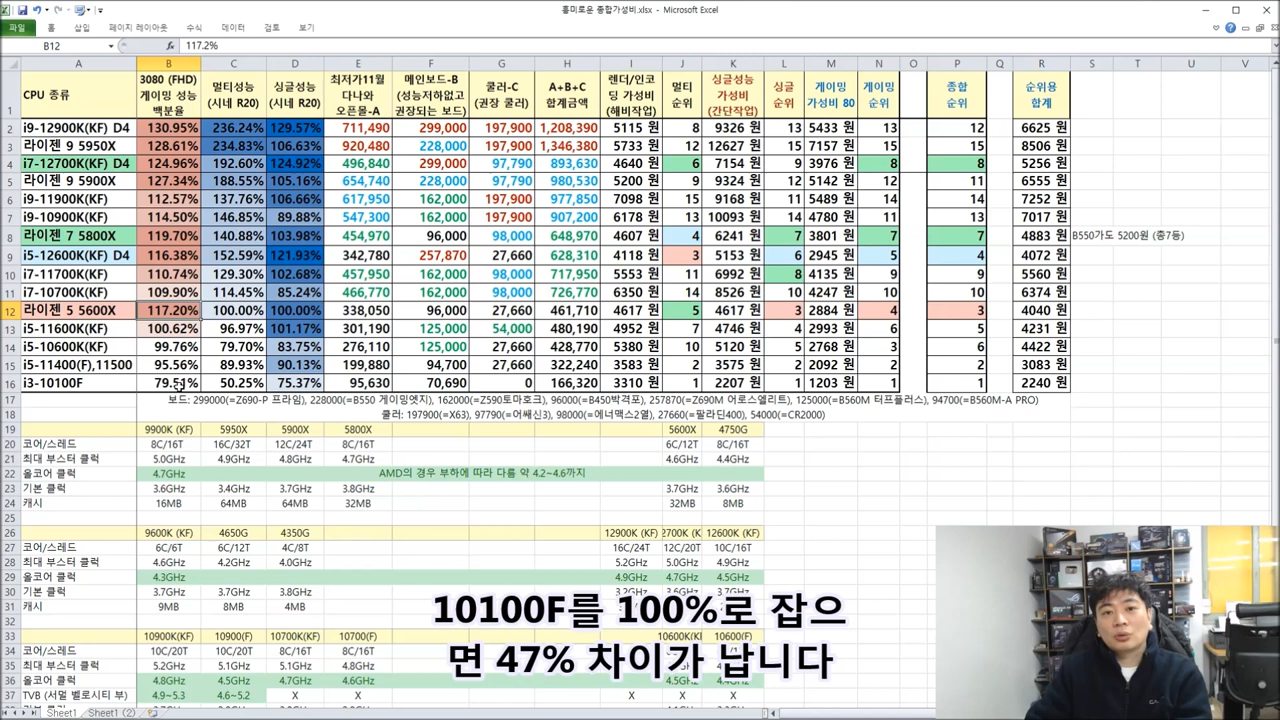 흥미로운 종합가성비.xlsx - Microsoft Excel
파일 홈 삽입 페이지 레이아웃 수식 데이터 검토 보기
B12 fx 117.2%
A B C D E F G H I J K L M N O P Q R S T U V
1 CPU 종류 3080 (FHD) 게이밍 성능 백분율 멀티성능 (시네 R20) 싱글성능 (시네 R20) 최저가11월 다나와 오픈몰-A 메인보드-B (성능저하없고 권장되는 보드) 쿨러-C (권장 쿨러) A+B+C 합계금액 렌더/인코딩 가성비 (헤비작업) 멀티 순위 싱글성능 가성비 (간단작업) 싱글 순위 게이밍 가성비 80 게이밍 순위 종합 순위 순위용 합계
2 i9-12900K(KF) D4 130.95% 236.24% 129.57% 711,490 299,000 197,900 1,208,390 5115 원 8 9326 원 13 5433 원 13 12 6625 원
3 라이젠 9 5950X 128.61% 234.83% 106.63% 920,480 228,000 197,900 1,346,380 5733 원 12 12627 원 15 7157 원 15 15 8506 원
4 i7-12700K(KF) D4 124.96% 192.60% 124.92% 496,840 299,000 97,790 893,630 4640 원 6 7154 원 9 3976 원 8 8 5256 원
5 라이젠 9 5900X 127.34% 188.55% 105.16% 654,740 228,000 97,790 980,530 5200 원 9 9324 원 12 5142 원 12 11 6555 원
6 i9-11900K(KF) 112.57% 137.76% 106.66% 617,950 162,000 197,900 977,850 7098 원 15 9168 원 11 5489 원 14 14 7252 원
7 i9-10900K(KF) 114.50% 146.85% 89.88% 547,300 162,000 197,900 907,200 6178 원 13 10093 원 14 4780 원 11 13 7017 원
8 라이젠 7 5800X 119.70% 140.88% 103.98% 454,970 96,000 98,000 648,970 4607 원 4 6241 원 7 3801 원 7 7 4883 원 B550가도 5200원 (총7등)
9 i5-12600K(KF) D4 116.38% 152.59% 121.93% 342,780 257,870 27,660 628,310 4118 원 3 5153 원 6 2945 원 5 4 4072 원
10 i7-11700K(KF) 110.74% 129.30% 102.68% 457,950 162,000 98,000 717,950 5553 원 11 6992 원 8 4135 원 9 9 5560 원
11 i7-10700K(KF) 109.90% 114.45% 85.24% 466,770 162,000 98,000 726,770 6350 원 14 8526 원 10 4247 원 10 10 6374 원
12 라이젠 5 5600X 117.20% 100.00% 100.00% 338,050 96,000 27,660 461,710 4617 원 5 4617 원 3 2884 원 4 3 4040 원
13 i5-11600K(KF) 100.62% 96.97% 101.17% 301,190 125,000 54,000 480,190 4952 원 7 4746 원 4 2993 원 6 5 4231 원
14 i5-10600K(KF) 99.76% 79.70% 83.75% 276,110 125,000 27,660 428,770 5380 원 10 5120 원 5 2768 원 3 6 4422 원
15 i5-11400(F),11500 95.56% 89.93% 90.13% 199,880 94,700 27,660 322,240 3583 원 2 3575 원 2 2092 원 2 2 3083 원
16 i3-10100F 50.25% 75.37% 95,630 70,690 0 166,320 3310 원 1 2207 원 1 1203 원 1 1 2240 원
17 보드: 299000(=Z690-P 프라임), 228000(=B550 게이밍엣지), 162000(=Z590토마호크), 96000(=B450박격포), 257870(=Z690M 어로스엘리트), 125000(=B560M 터프플러스), 94700(=B560M-A PRO)
18 쿨러: 197900(=X63), 97790(=어쌔신3), 98000(=에너맥스2열), 27660(=팔라딘400), 54000(=CR2000)
19 9900K (KF) 5950X 5900X 5800X 5600X 4750G
20 코어/스레드 8C/16T 16C/32T 12C/24T 8C/16T 6C/12T 8C/16T
21 최대 부스터 클럭 5.0GHz 4.9GHz 4.8GHz 4.7GHz 4.6GHz 4.4GHz
22 올코어 클럭 4.7GHz AMD의 경우 부하에 따라 다름 약 4.2~4.6까지
23 기본 클럭 3.6GHz 3.4GHz 3.7GHz 3.8GHz 3.7GHz 3.6GHz
24 캐시 16MB 64MB 64MB 32MB 32MB 8MB
25
26 9600K (KF) 4650G 4350G 12900K (KF) 2700K (K 12600K (KF)
27 코어/스레드 6C/6T 6C/12T 4C/8T 16C/24T 12C/20T 10C/16T
28 최대 부스터 클럭 4.6GHz 4.2GHz 4.0GHz 5.2GHz 5.0GHz 4.9GHz
29 올코어 클럭 4.3GHz 4.9GHz 4.7GHz 4.5GHz
30 기본 클럭 3.7GHz 3.7GHz 3.8GHz
31 캐시 9MB 8MB 4MB
32
33 10900K(KF) 10900(F) 10700K(KF) 10700(F) 10600K(KI 10600(F)
34 코어/스레드 10C/20T 10C/20T 8C/16T 8C/16T
35 최대 부스터 클럭 5.2GHz 5.1GHz 5.1GHz 4.8GHz
36 올코어 클럭 4.8GHz 4.5GHz 4.7GHz 4.6GHz
37 TVB (서멀 벨로시티 부) 4.9~5.3 4.6~5.2 X X X X
10100F를 100%로 잡으
면 47% 차이가 납니다
Sheet1 Sheet1 (2)